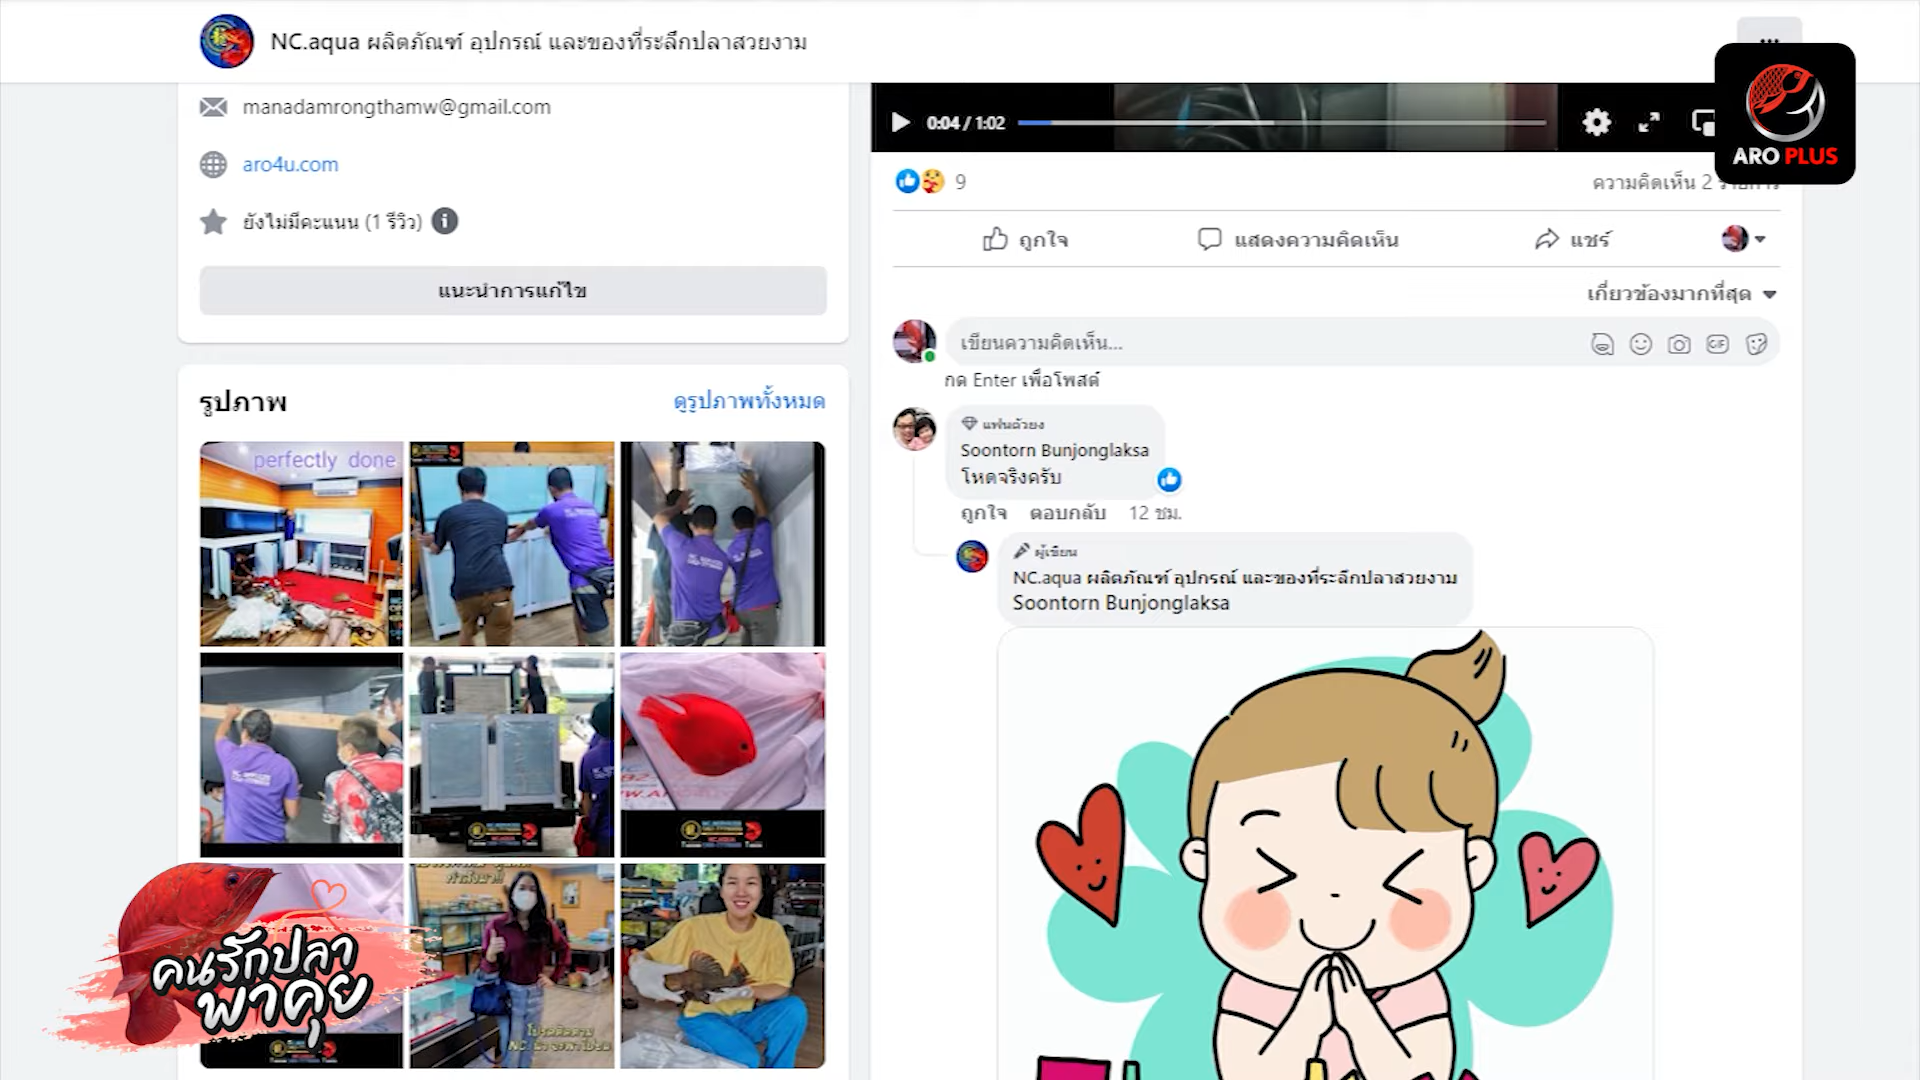 NC.aqua ผลิตภัณฑ์ อุปกรณ์ และของที่ระลึกปลาสวยงาม
ARO PLUS
manadamrongthamw@gmail.com
aro4u.com
ยังไม่มีคะแนน (1 รีวิว)
แนะนำการแก้ไข
รูปภาพ
ดูรูปภาพทั้งหมด
perfectly done
คนรักปลา
พาคุย
0:04 / 1:02
9
ความคิดเห็น 2 รายการ
ถูกใจ
แสดงความคิดเห็น
แชร์
เกี่ยวข้องมากที่สุด
เขียนความคิดเห็น...
GIF
กด Enter เพื่อโพสต์
แฟนตัวยง
Soontorn Bunjonglaksa
โหดจริงครับ
ถูกใจ ตอบกลับ 12 ชม.
ผู้เขียน
NC.aqua ผลิตภัณฑ์ อุปกรณ์ และของที่ระลึกปลาสวยงาม
Soontorn Bunjonglaksa